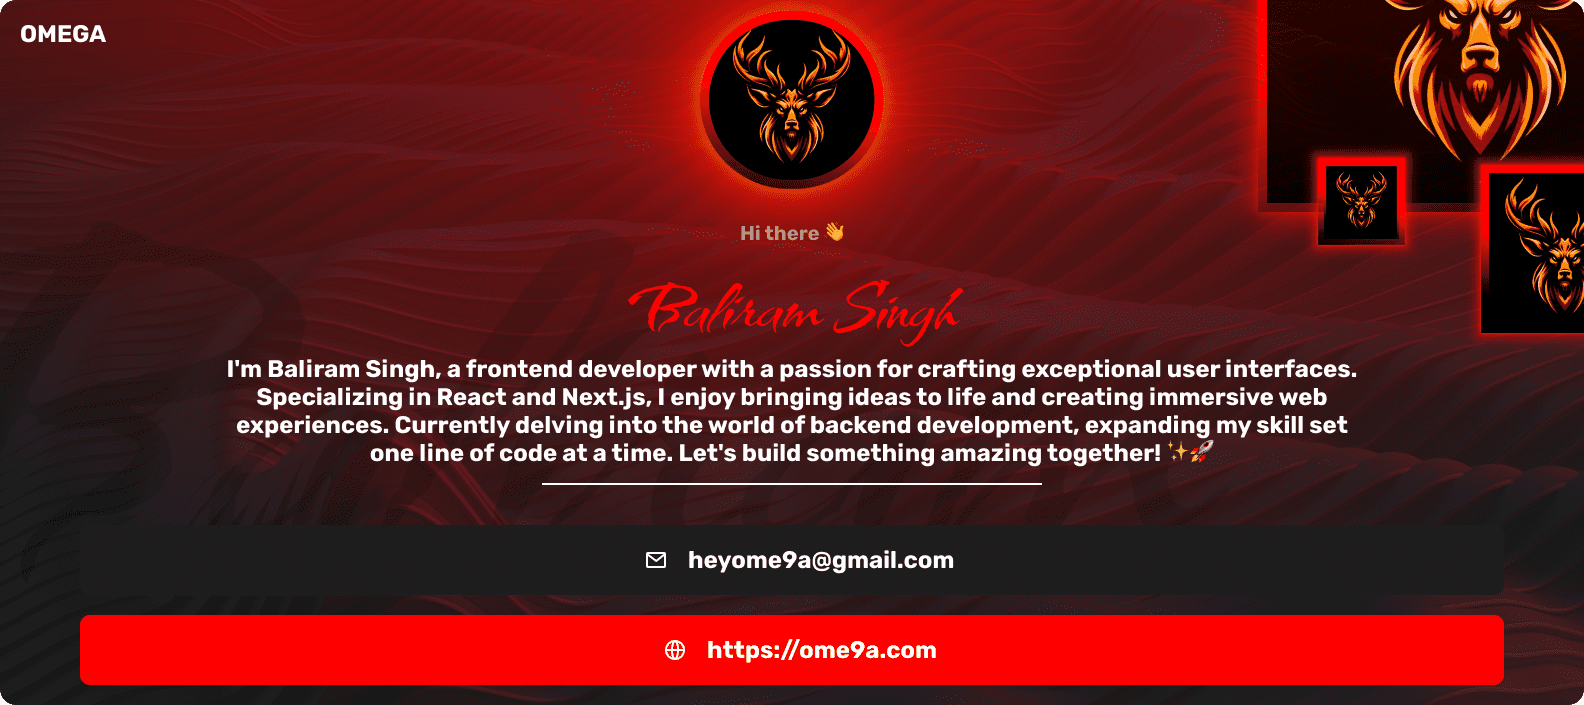 OMEGA
Hi there 👋
Baliram Singh
I'm Baliram Singh, a frontend developer with a passion for crafting exceptional user interfaces.
Specializing in React and Next.js, I enjoy bringing ideas to life and creating immersive web
experiences. Currently delving into the world of backend development, expanding my skill set
one line of code at a time. Let's build something amazing together! ✨🚀
heyome9a@gmail.com
https://ome9a.com